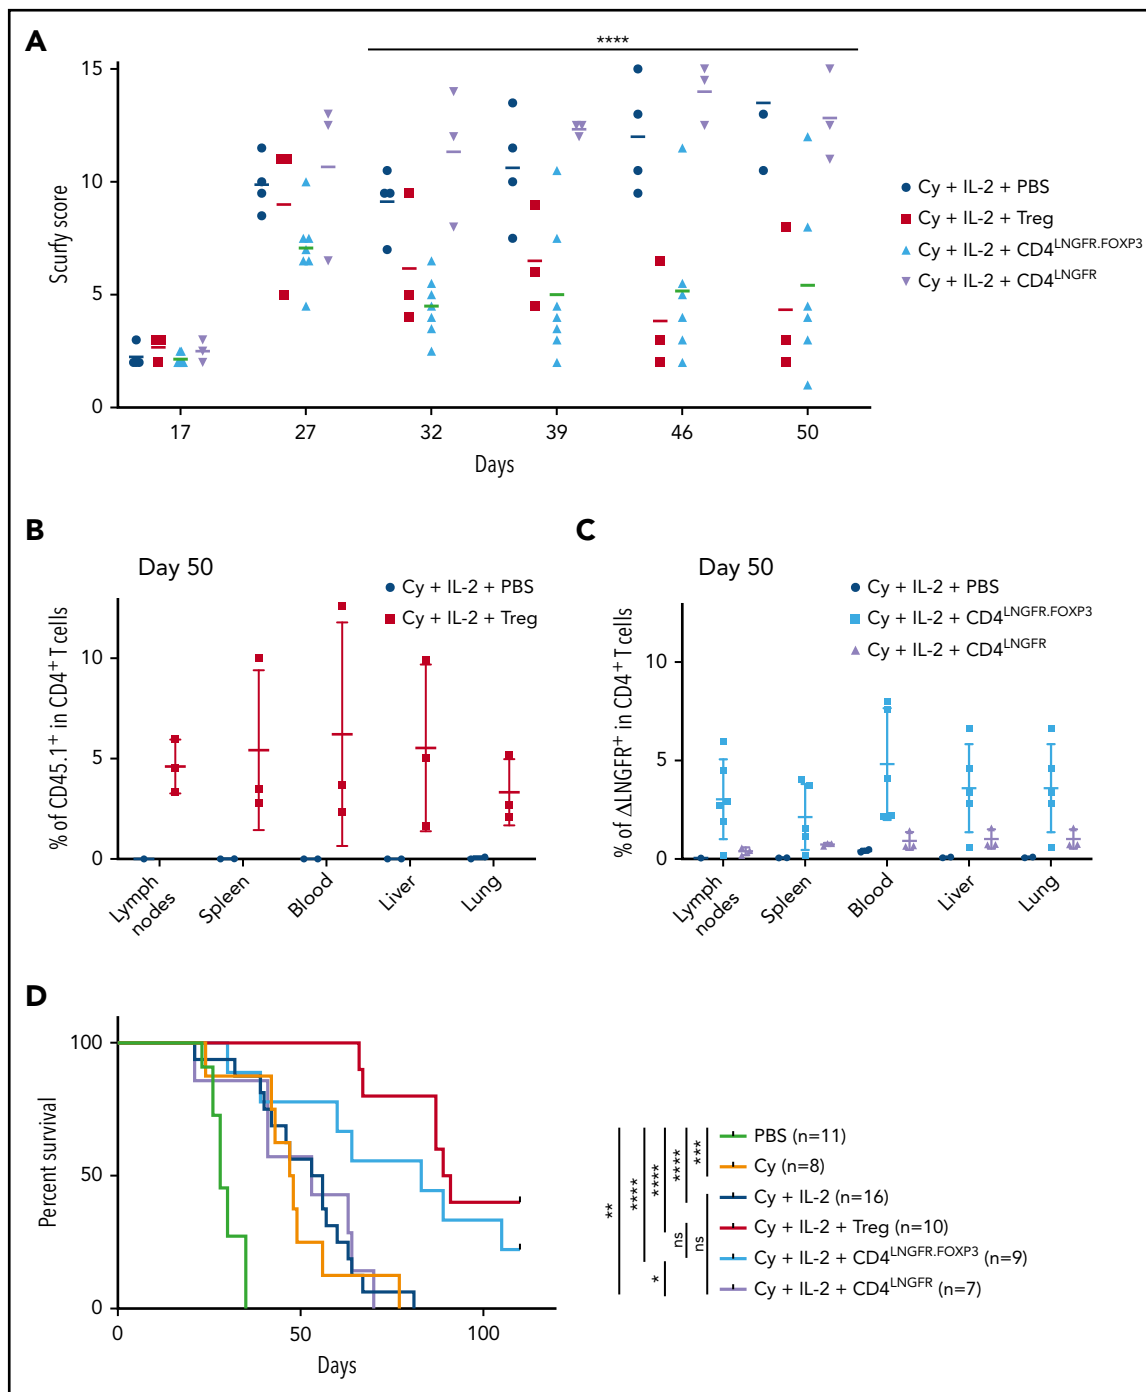 A
****
15
10
5
0
Scurfy score
17 27 32 39 46 50
Days
Cy + IL-2 + PBS
Cy + IL-2 + Treg
Cy + IL-2 + CD4LNGFR.FOXP3
Cy + IL-2 + CD4LNGFR
B
Day 50
Cy + IL-2 + PBS
Cy + IL-2 + Treg
% of CD45.1+ in CD4+ T cells
10
5
0
Lymph nodes
Spleen
Blood
Liver
Lung
C
Day 50
Cy + IL-2 + PBS
Cy + IL-2 + CD4LNGFR.FOXP3
Cy + IL-2 + CD4LNGFR
% of ΔLNGFR+ in CD4+ T cells
10
5
0
Lymph nodes
Spleen
Blood
Liver
Lung
D
100
50
0
Percent survival
0 50 100
Days
**
****
****
****
***
ns
ns
*
PBS (n=11)
Cy (n=8)
Cy + IL-2 (n=16)
Cy + IL-2 + Treg (n=10)
Cy + IL-2 + CD4LNGFR.FOXP3 (n=9)
Cy + IL-2 + CD4LNGFR (n=7)